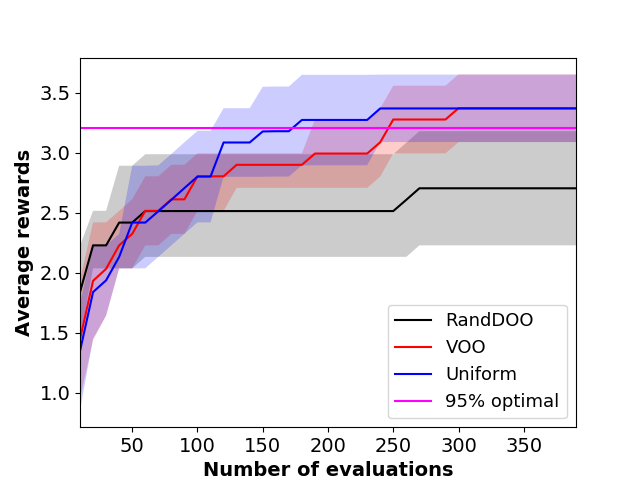 3.5
3.0
2.5
2.0
1.5
1.0
Average rewards
RandDOO
VOO
Uniform
95% optimal
50 100 150 200 250 300 350
Number of evaluations